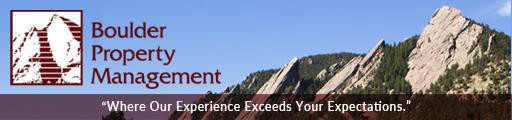 Boulder
Property
Management
“Where Our Experience Exceeds Your Expectations.”